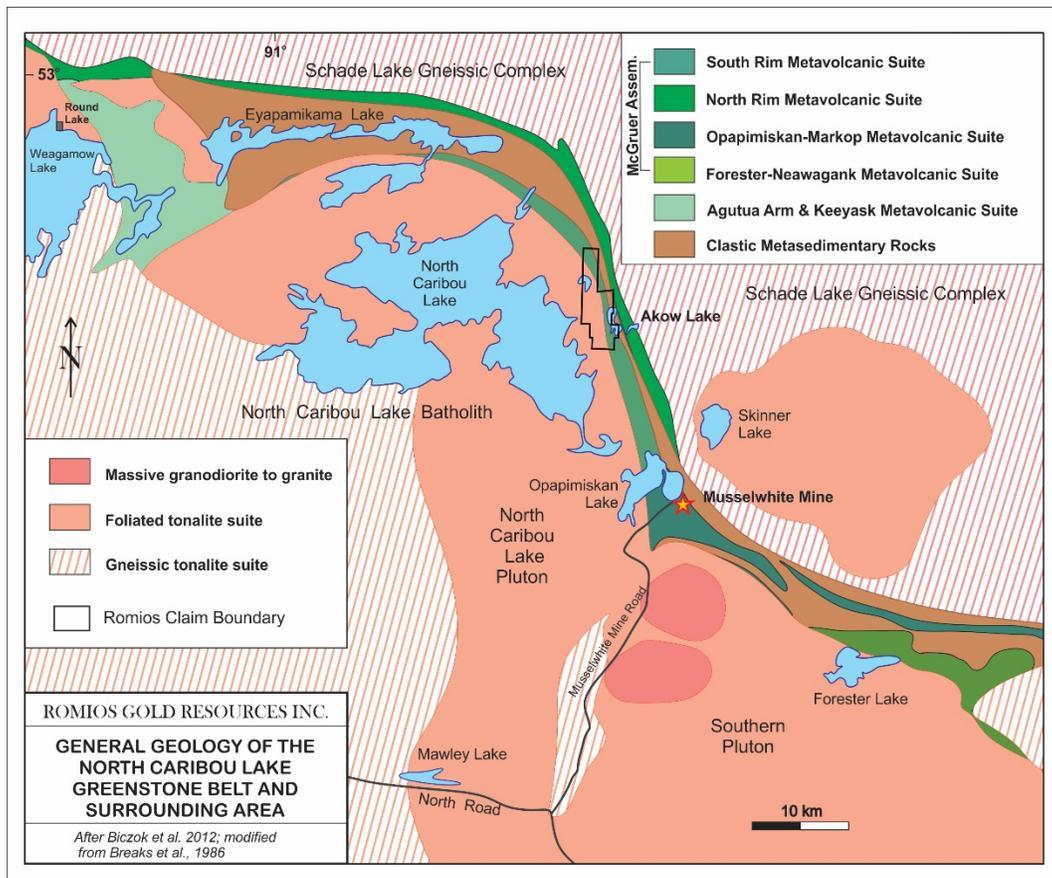 91°
53°
Schade Lake Gneissic Complex
Round
Lake
Weagamow
Lake
Eyapamikama Lake
McGruer Assem.
South Rim Metavolcanic Suite
North Rim Metavolcanic Suite
Opapimiskan-Markop Metavolcanic Suite
Forester-Neawagank Metavolcanic Suite
Agutua Arm & Keeyask Metavolcanic Suite
Clastic Metasedimentary Rocks
North
Caribou
Lake
Schade Lake Gneissic Complex
Akow Lake
N
North Caribou Lake Batholith
Skinner
Lake
Massive granodiorite to granite
Foliated tonalite suite
Gneissic tonalite suite
Romios Claim Boundary
Opapimiskan
Lake
Musselwhite Mine
North
Caribou
Lake
Pluton
Musselwhite Mine Road
Forester Lake
Southern
Pluton
Mawley Lake
North Road
10 km
ROMIOS GOLD RESOURCES INC.
GENERAL GEOLOGY OF THE
NORTH CARIBOU LAKE
GREENSTONE BELT AND
SURROUNDING AREA
After Biczok et al. 2012; modified
from Breaks et al., 1986